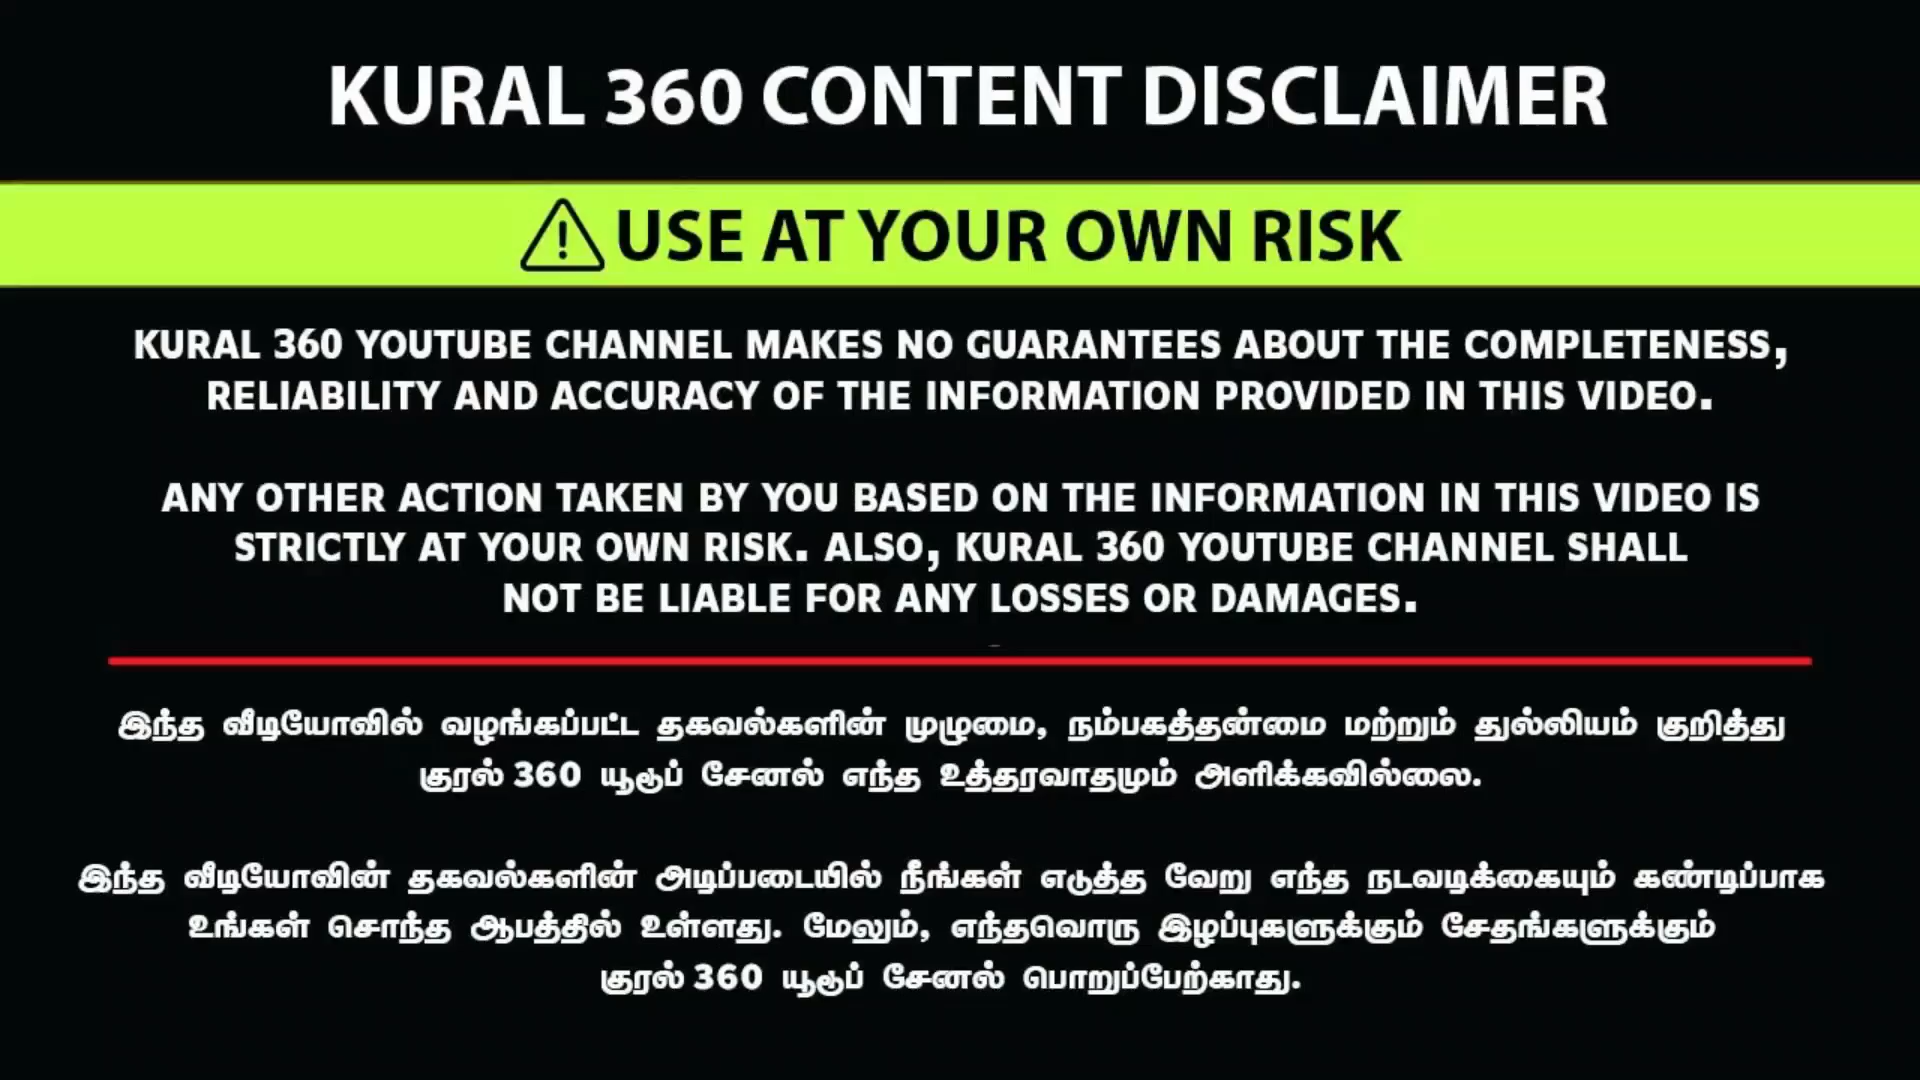 KURAL 360 CONTENT DISCLAIMER
USE AT YOUR OWN RISK
KURAL 360 YOUTUBE CHANNEL MAKES NO GUARANTEES ABOUT THE COMPLETENESS,
RELIABILITY AND ACCURACY OF THE INFORMATION PROVIDED IN THIS VIDEO.
ANY OTHER ACTION TAKEN BY YOU BASED ON THE INFORMATION IN THIS VIDEO IS
STRICTLY AT YOUR OWN RISK. ALSO, KURAL 360 YOUTUBE CHANNEL SHALL
NOT BE LIABLE FOR ANY LOSSES OR DAMAGES.
இந்த வீடியோவில் வழங்கப்பட்ட தகவல்களின் முழுமை, நம்பகத்தன்மை மற்றும் துல்லியம் குறித்து
குரல் 360 யூடூப் சேனல் எந்த உத்தரவாதமும் அளிக்கவில்லை.
இந்த வீடியோவின் தகவல்களின் அடிப்படையில் நீங்கள் எடுத்த வேறு எந்த நடவடிக்கையும் கண்டிப்பாக
உங்கள் சொந்த ஆபத்தில் உள்ளது. மேலும், எந்தவொரு இழப்புகளுக்கும் சேதங்களுக்கும்
குரல் 360 யூடூப் சேனல் பொறுப்பேற்காது.